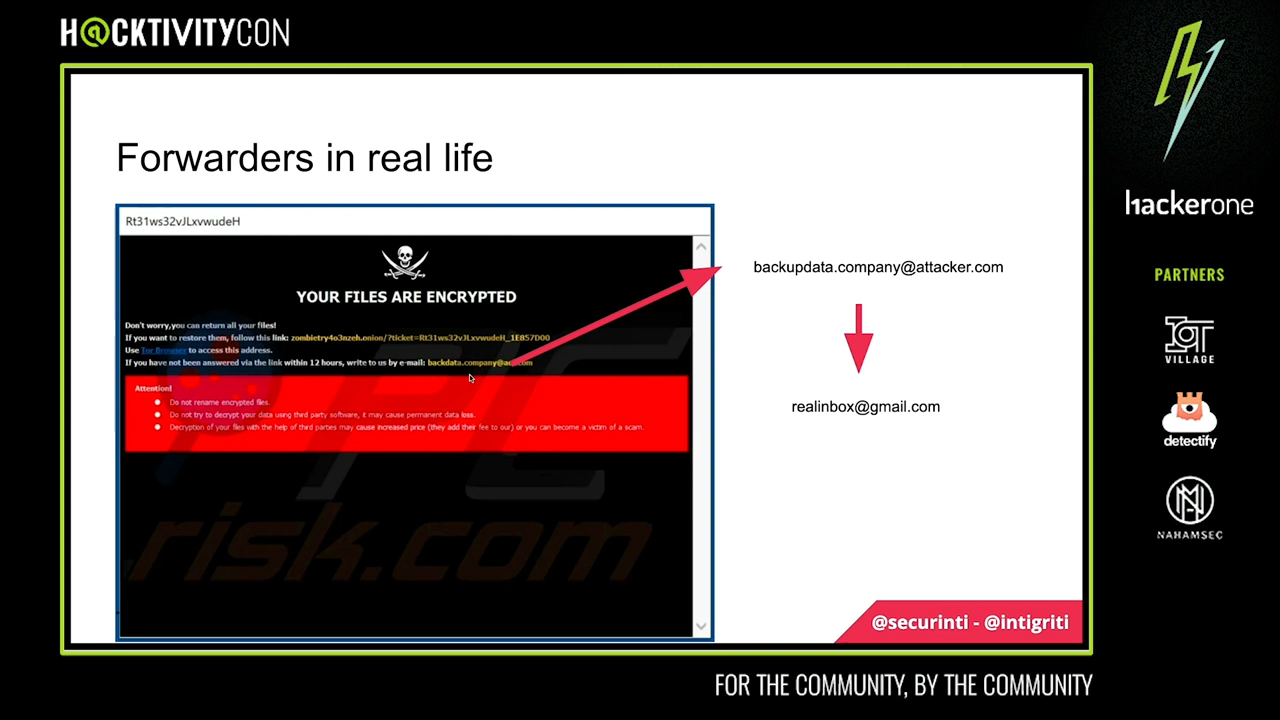 H@CKTIVITYCON
Forwarders in real life
Rt31ws32vJLxvwudeH
YOUR FILES ARE ENCRYPTED
Don't worry,you can return all your files!
If you want to restore them, follow this link: zombietry4o3nzeh.onion/?ticket=Rt31ws32vJLxvwudeH_1E857D00
Use Tor Browser to access this address.
If you have not been answered via the link within 12 hours, write to us by e-mail: backdata.company@aol.com
Attention!
Do not rename encrypted files.
Do not try to decrypt your data using third party software, it may cause permanent data loss.
Decryption of your files with the help of third parties may cause increased price (they add their fee to our) or you can become a victim of a scam.
PC
risk.com
backupdata.company@attacker.com
realinbox@gmail.com
@securinti - @intigriti
hackerone
PARTNERS
IOT
VILLAGE
detectify
NAHAMSEC
FOR THE COMMUNITY, BY THE COMMUNITY